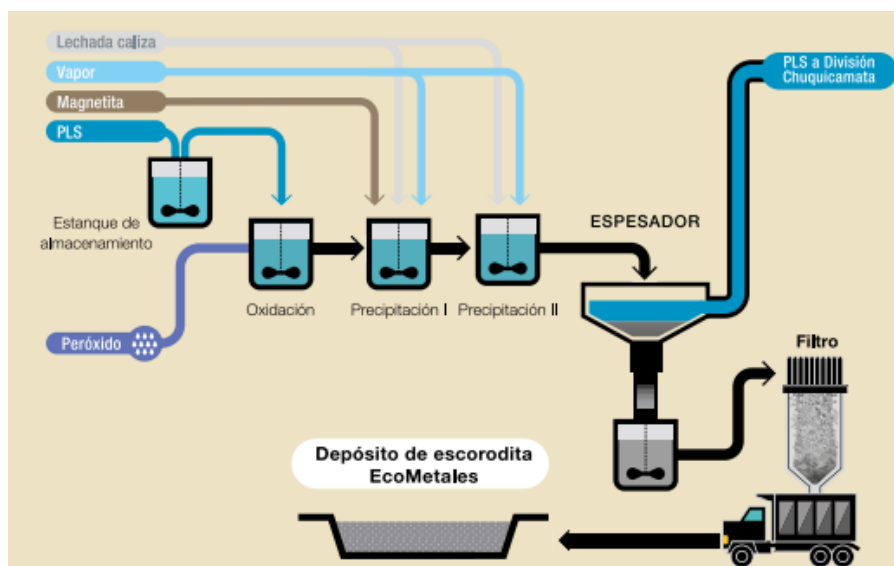 Lechada caliza
Vapor
Magnetita
PLS
PLS a División
Chuquicamata
Estanque de
almacenamiento
ESPESADOR
Oxidación
Precipitación I
Precipitación II
Peróxido
Filtro
Depósito de escorodita
EcoMetales